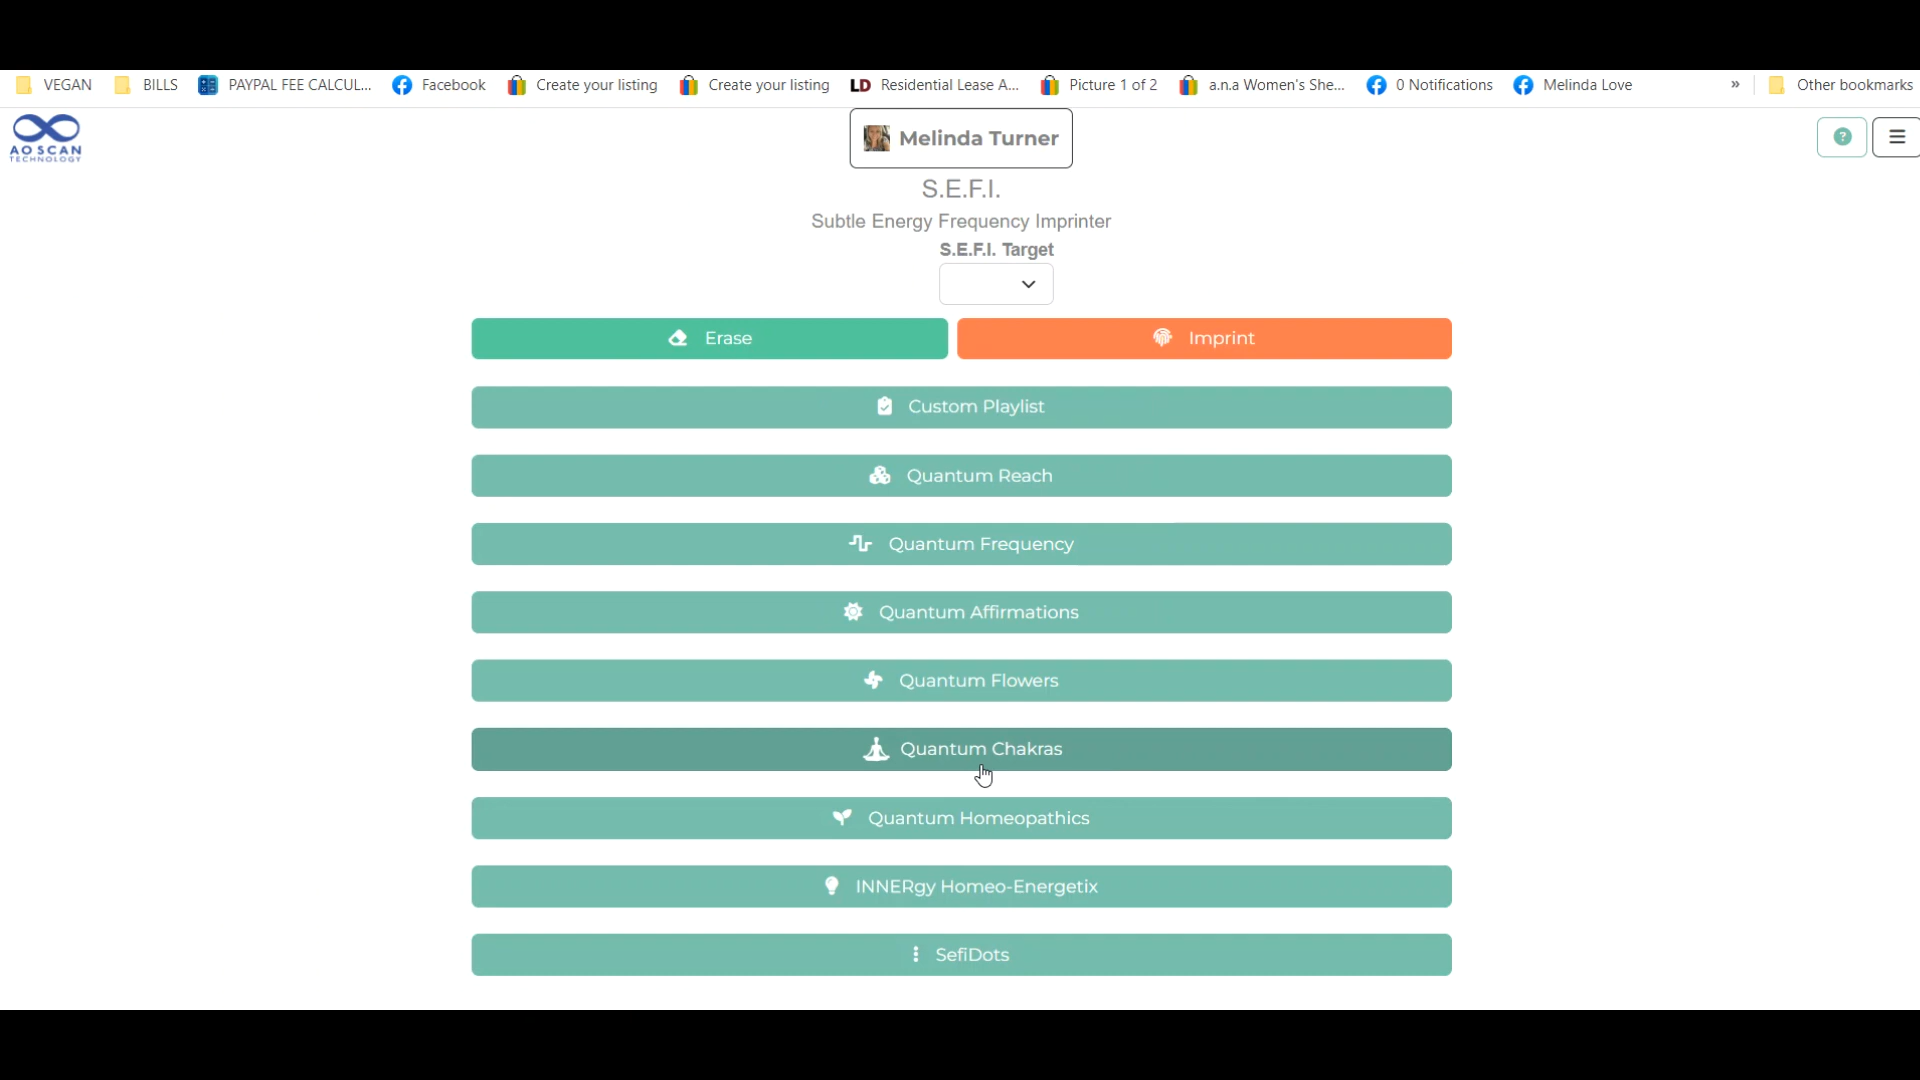 VEGAN BILLS PAYPAL FEE CALCUL... Facebook Create your listing Create your listing LD Residential Lease A... Picture 1 of 2 a.n.a Women's She... 0 Notifications Melinda Love » Other bookmarks
AO SCAN
TECHNOLOGY
Melinda Turner
?
S.E.F.I.
Subtle Energy Frequency Imprinter
S.E.F.I. Target
Erase Imprint
Custom Playlist
Quantum Reach
Quantum Frequency
Quantum Affirmations
Quantum Flowers
Quantum Chakras
Quantum Homeopathics
INNERgy Homeo-Energetix
SefiDots